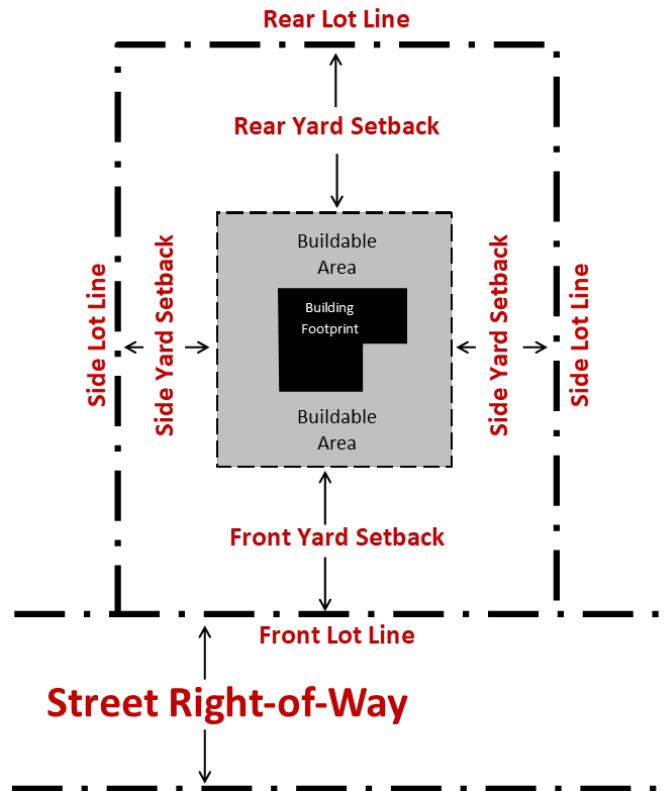 Rear Lot Line
Rear Yard Setback
Buildable
Area
Building
Footprint
Side Lot Line
Side Yard Setback
Side Yard Setback
Side Lot Line
Buildable
Area
Front Yard Setback
Front Lot Line
Street Right-of-Way